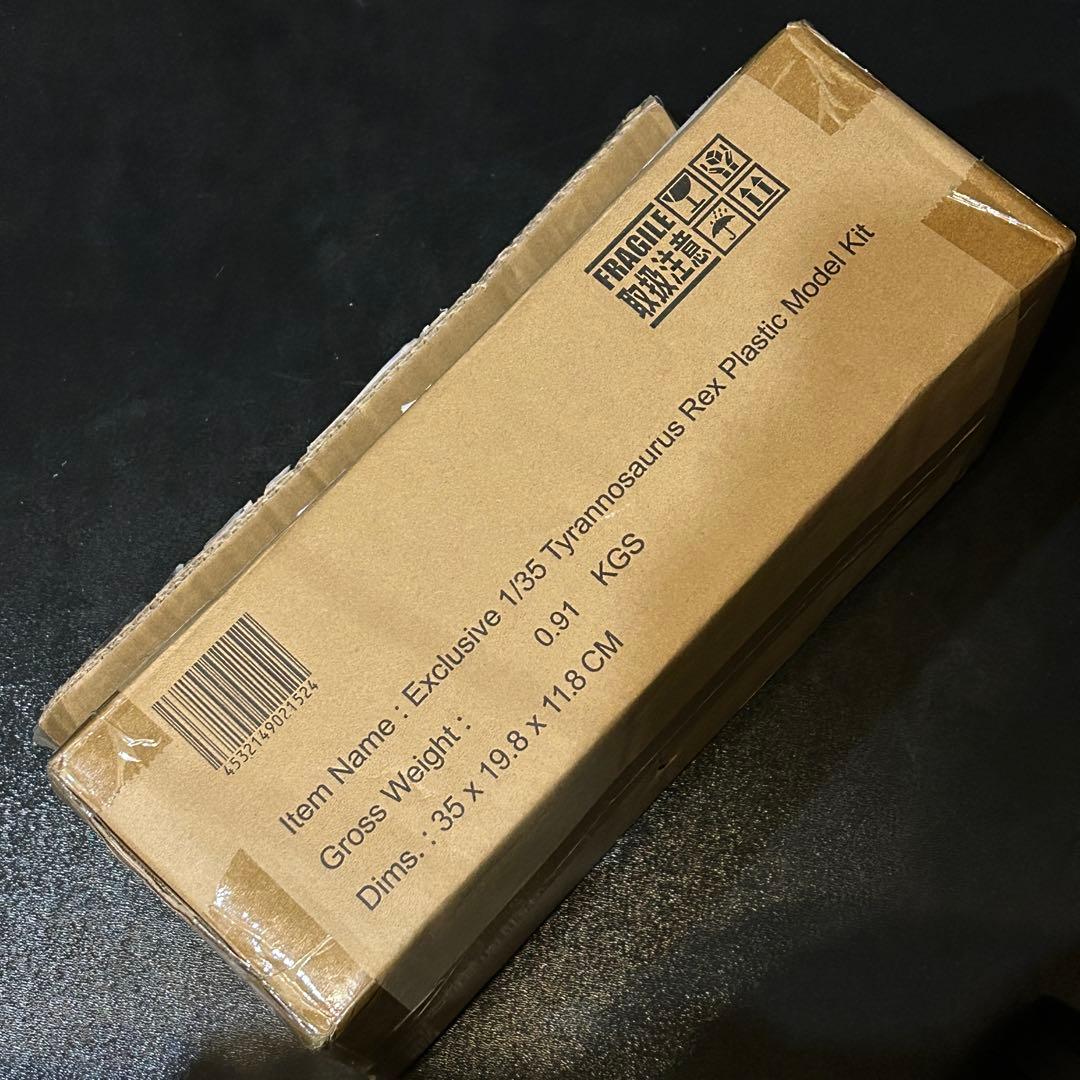 FRAGILE
取扱注意
Item Name : Exclusive 1/35 Tyrannosaurus Rex Plastic Model Kit
Gross Weight : 0.91 KGS
Dims. : 35 x 19.8 x 11.8 CM
4532149021524